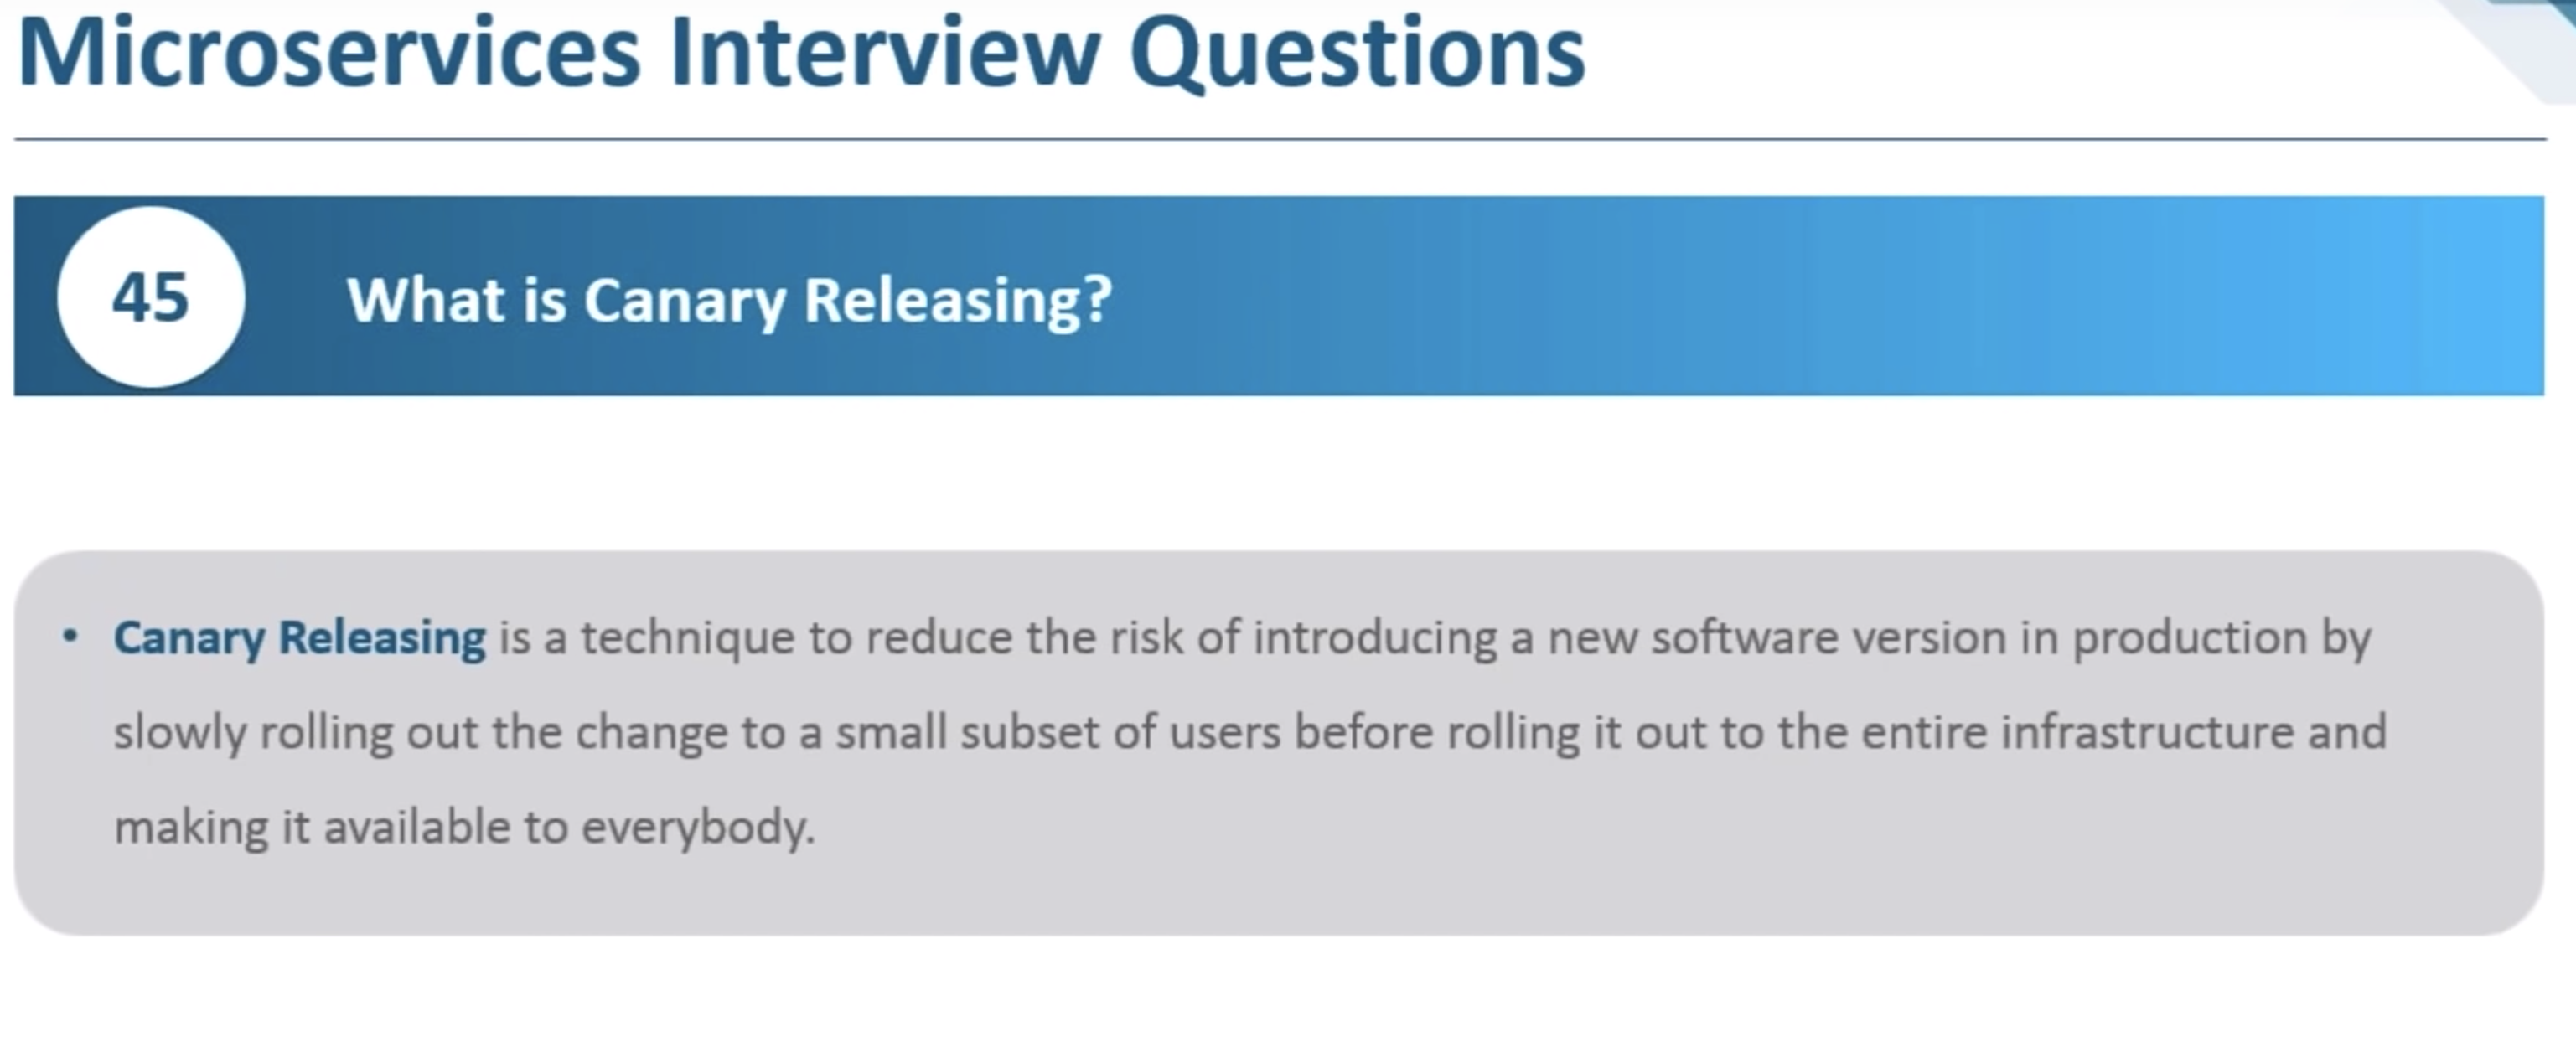 Microservices Interview Questions
45
What is Canary Releasing?
• Canary Releasing is a technique to reduce the risk of introducing a new software version in production by
slowly rolling out the change to a small subset of users before rolling it out to the entire infrastructure and
making it available to everybody.